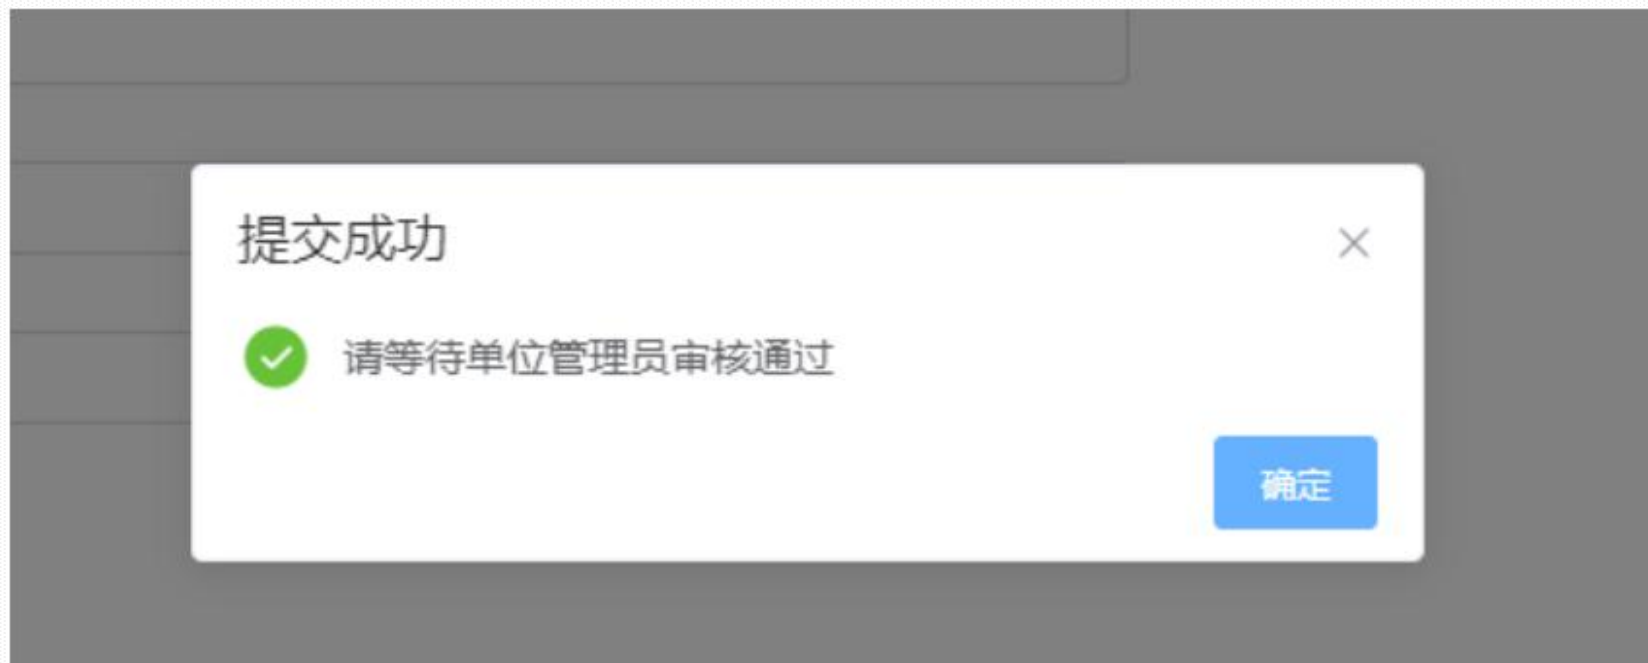 提交成功
请等待单位管理员审核通过
确定